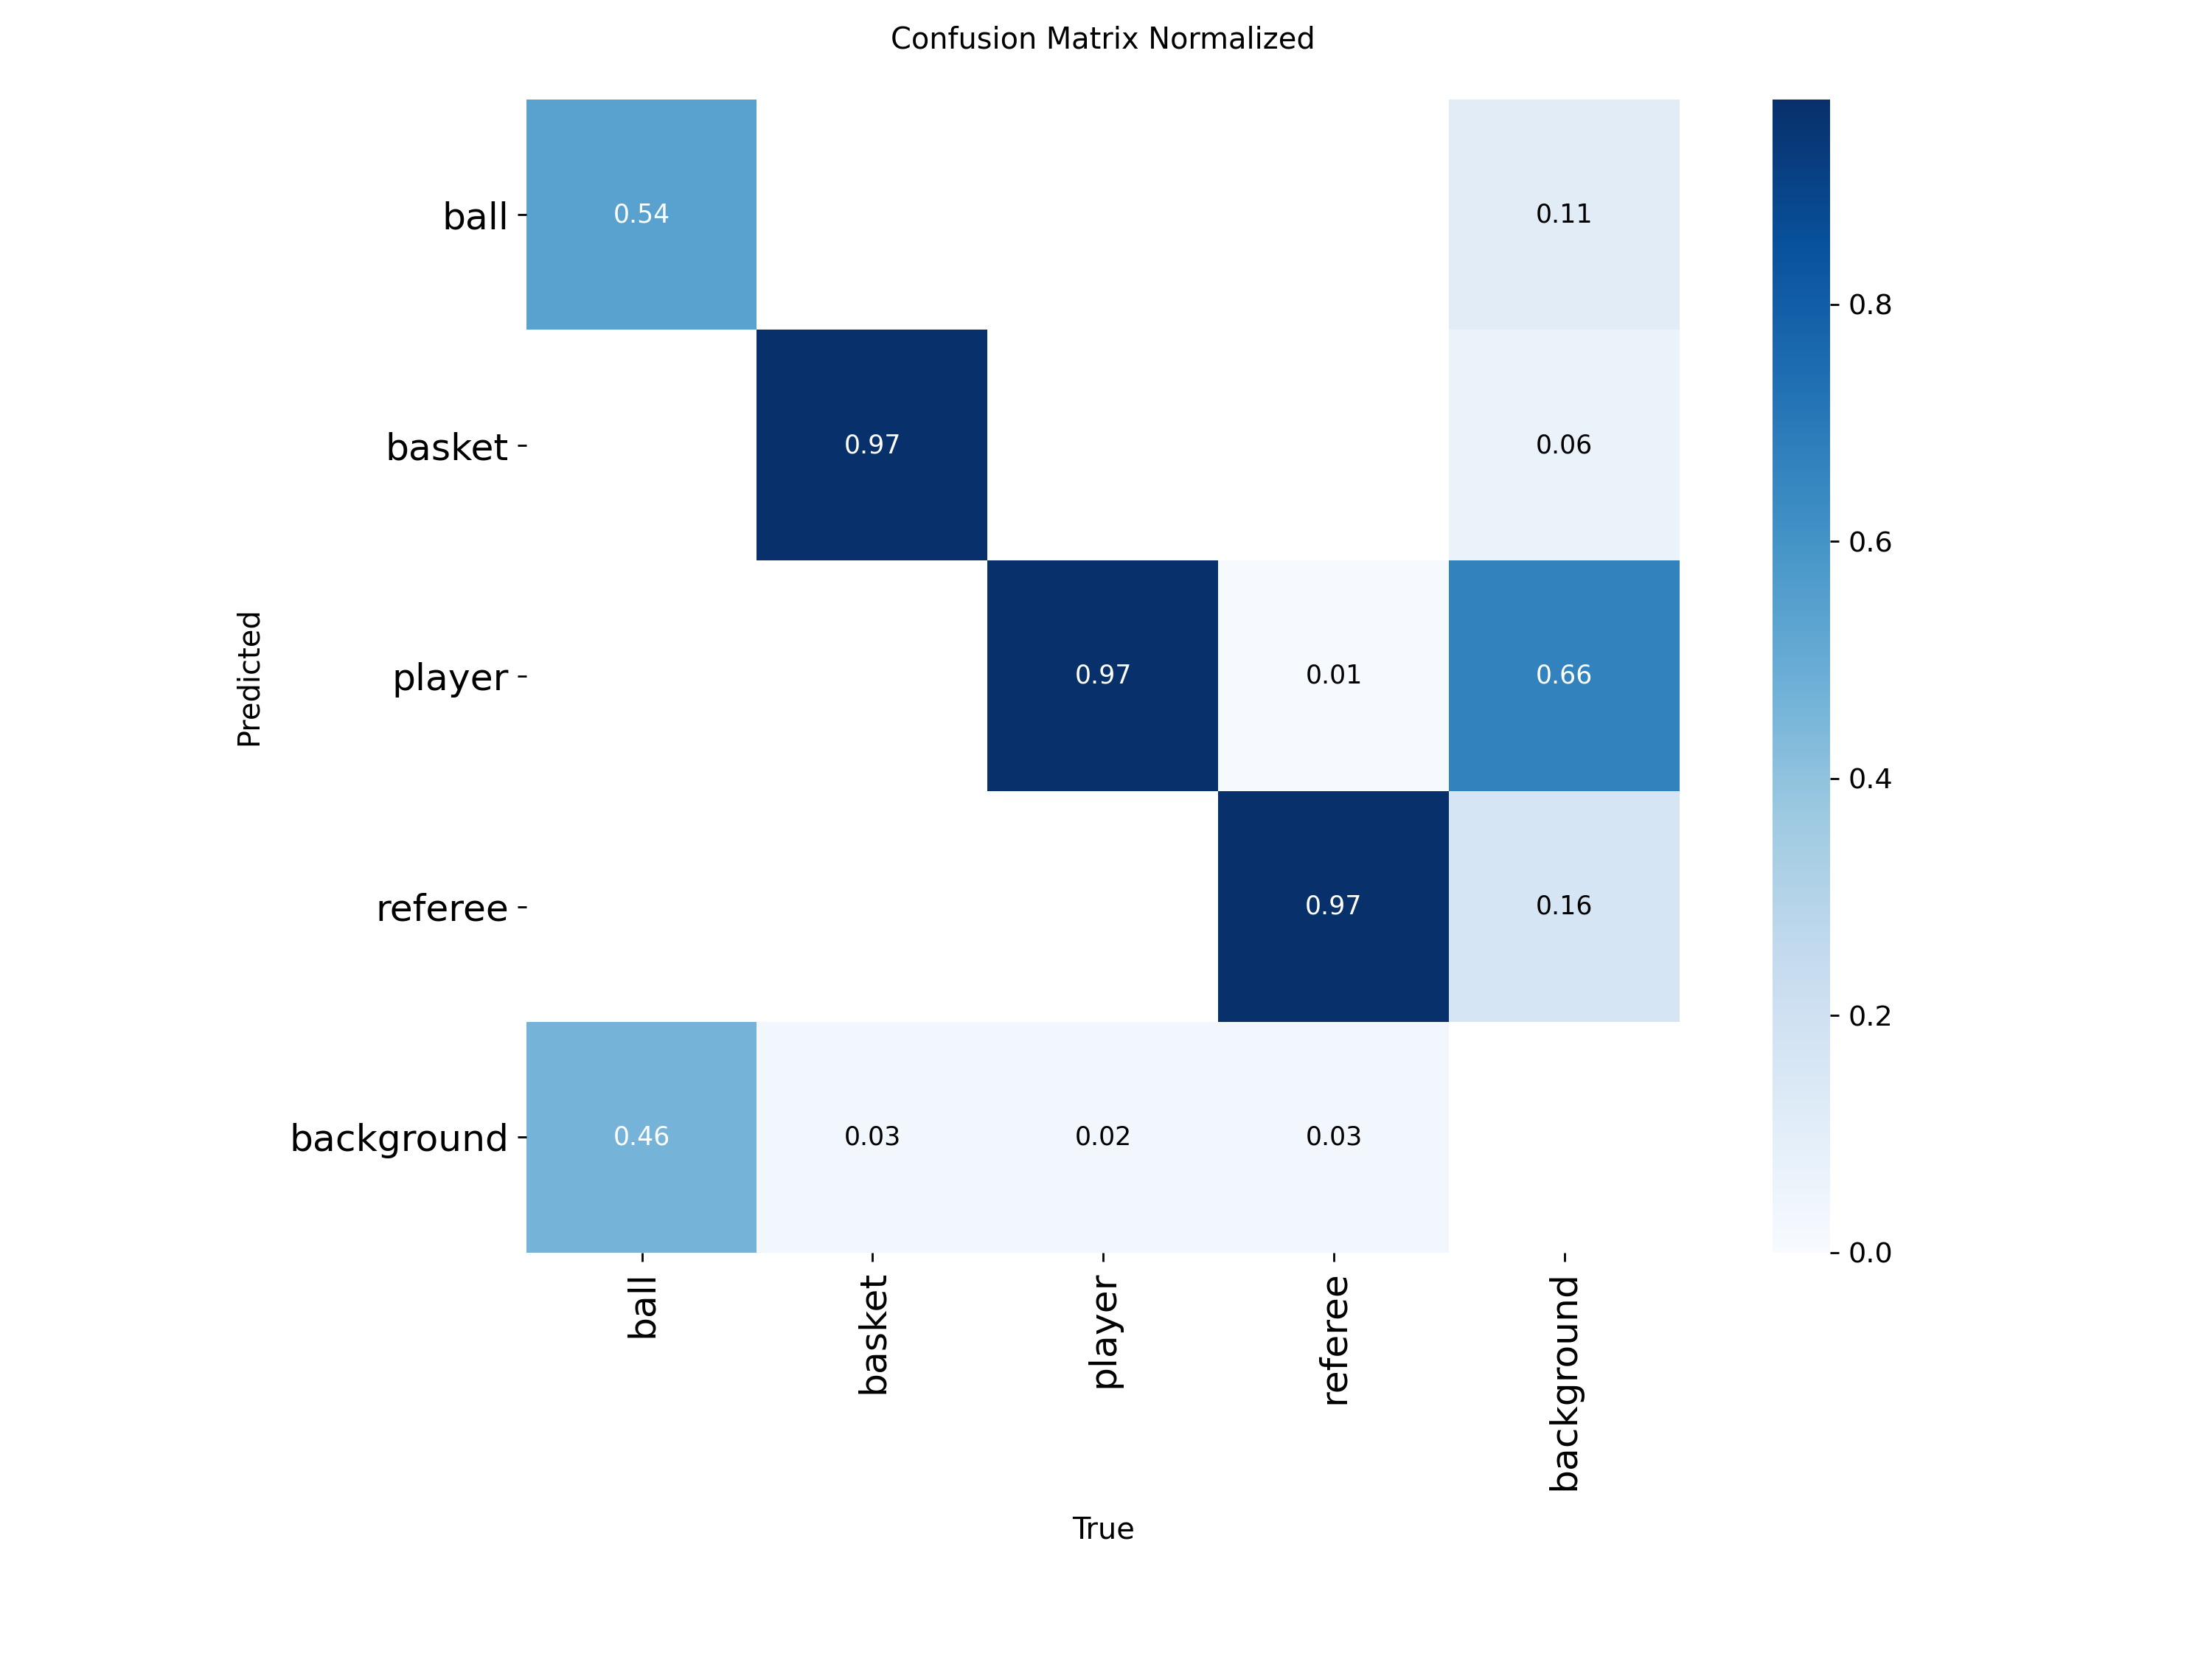 Confusion Matrix Normalized
ball
0.54
0.11
0.8
basket
0.97
0.06
0.6
Predicted
player
0.97
0.01
0.66
0.4
referee
0.97
0.16
0.2
background
0.46
0.03
0.02
0.03
0.0
ball
basket
player
referee
background
True